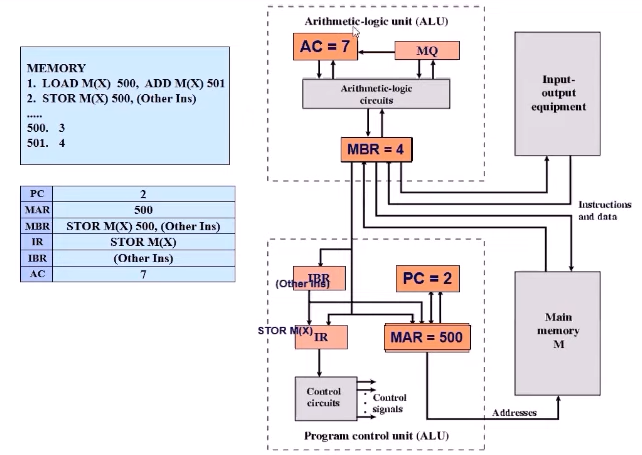 MEMORY
1. LOAD M(X) 500, ADD M(X) 501
2. STOR M(X) 500, (Other Ins)
.....
500. 3
501. 4
PC 2
MAR 500
MBR STOR M(X) 500, (Other Ins)
IR STOR M(X)
IBR (Other Ins)
AC 7
Arithmetic-logic unit (ALU)
AC = 7
MQ
Arithmetic-logic
circuits
MBR = 4
Input-
output
equipment
Instructions
and data
IBR
(Other Ins)
PC = 2
STOR M(X)
IR
MAR = 500
Main
memory
M
Control
circuits
Control
signals
Addresses
Program control unit (ALU)